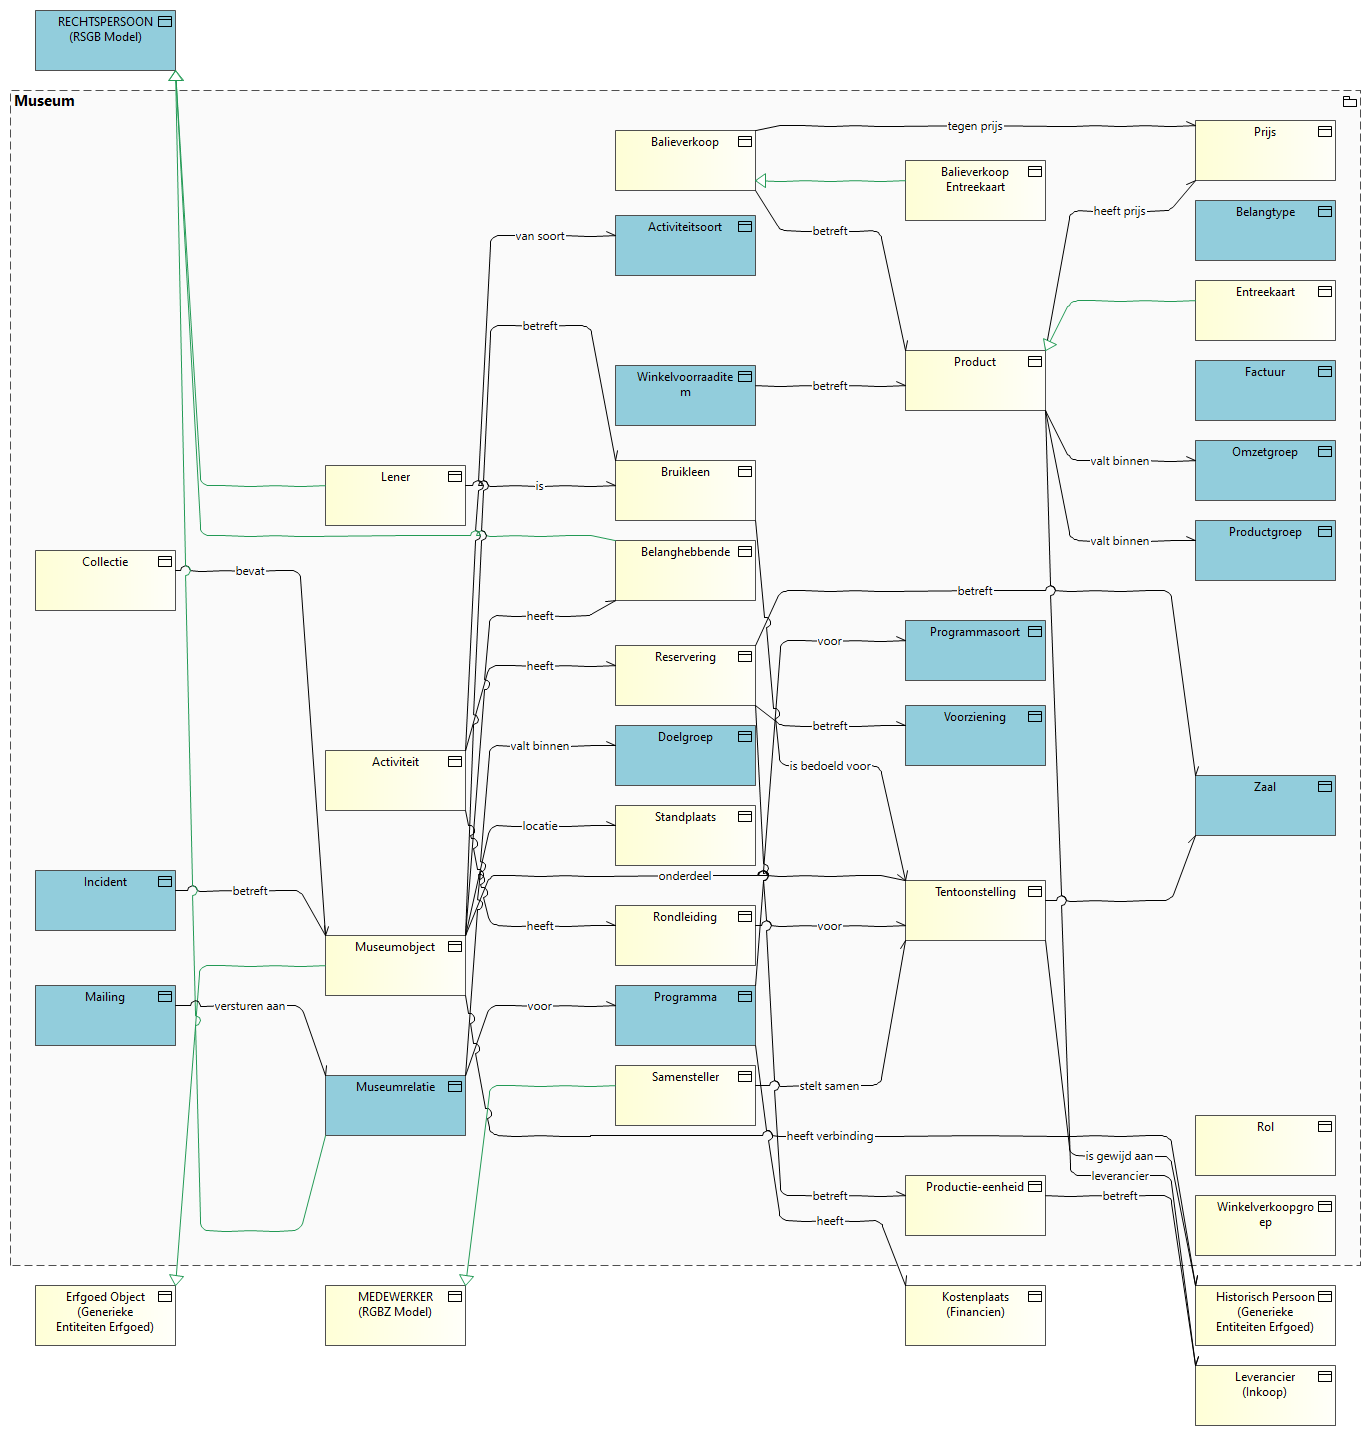 RECHTSPERSOON
(RSGB Model)
Museum
Balieverkoop
tegen prijs
Prijs
Balieverkoop
Entreekaart
heeft prijs
Belangtype
van soort
Activiteitsoort
betreft
Entreekaart
betreft
Winkelvoorraadite
m
betreft
Product
Factuur
Lener
is
Bruikleen
valt binnen
Omzetgroep
Collectie
bevat
Belanghebbende
valt binnen
Productgroep
heeft
betreft
heeft
Reservering
voor
Programmasoort
betreft
Voorziening
Activiteit
valt binnen
Doelgroep
is bedoeld voor
Zaal
locatie
Standplaats
Incident
betreft
onderdeel
Tentoonstelling
heeft
Rondleiding
voor
Museumobject
Mailing
versturen aan
voor
Programma
Museumrelatie
Samensteller
stelt samen
heeft verbinding
Rol
is gewijd aan
leverancier
betreft
Productie-eenheid
betreft
heeft
Winkelverkoopgro
ep
Erfgoed Object
(Generieke
Entiteiten Erfgoed)
MEDEWERKER
(RGBZ Model)
Kostenplaats
(Financien)
Historisch Persoon
(Generieke
Entiteiten Erfgoed)
Leverancier
(Inkoop)